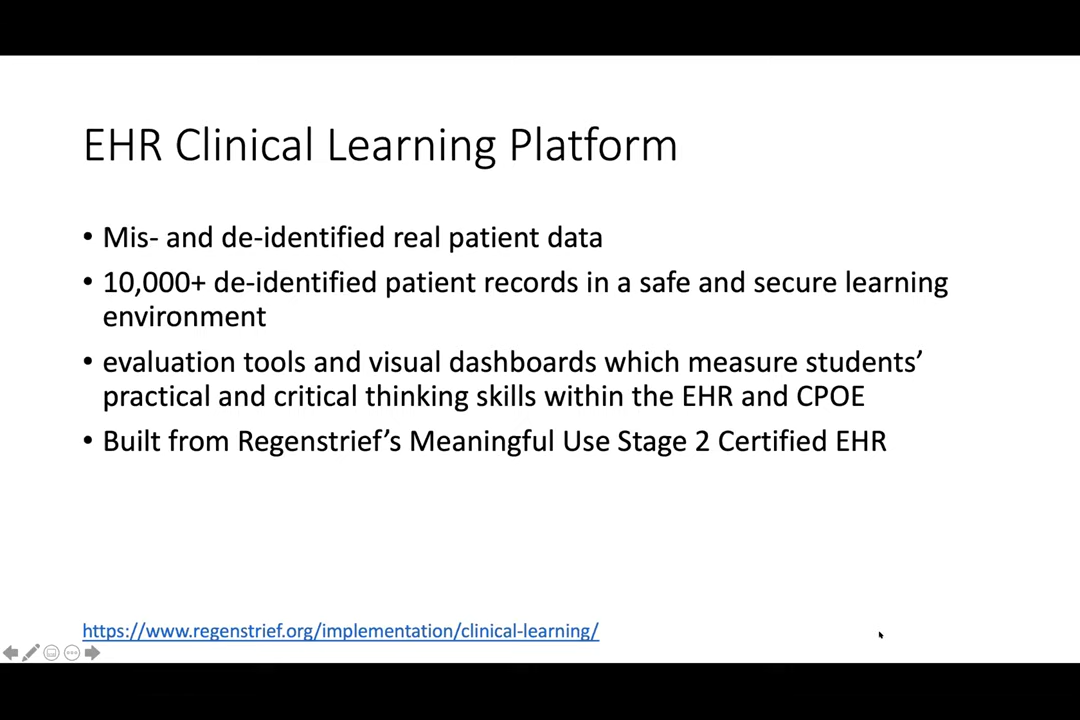 EHR Clinical Learning Platform
• Mis- and de-identified real patient data
• 10,000+ de-identified patient records in a safe and secure learning
environment
• evaluation tools and visual dashboards which measure students’
practical and critical thinking skills within the EHR and CPOE
• Built from Regenstrief’s Meaningful Use Stage 2 Certified EHR
https://www.regenstrief.org/implementation/clinical-learning/